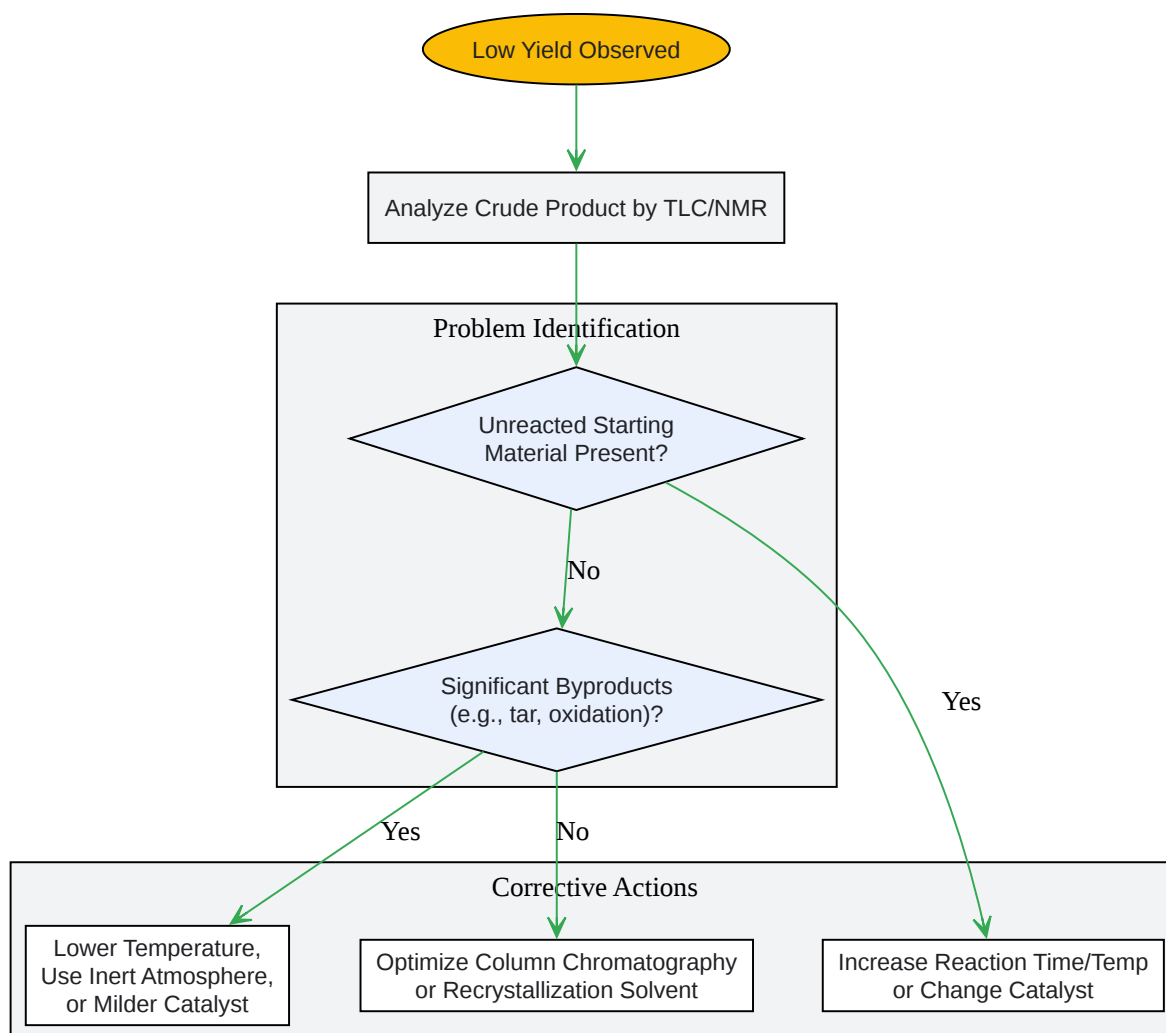 Low Yield Observed
Analyze Crude Product by TLC/NMR
Problem Identification
Unreacted Starting
Material Present?
No
Significant Byproducts
(e.g., tar, oxidation)?
Yes
Yes
No
Corrective Actions
Lower Temperature,
Use Inert Atmosphere,
or Milder Catalyst
Optimize Column Chromatography
or Recrystallization Solvent
Increase Reaction Time/Temp
or Change Catalyst